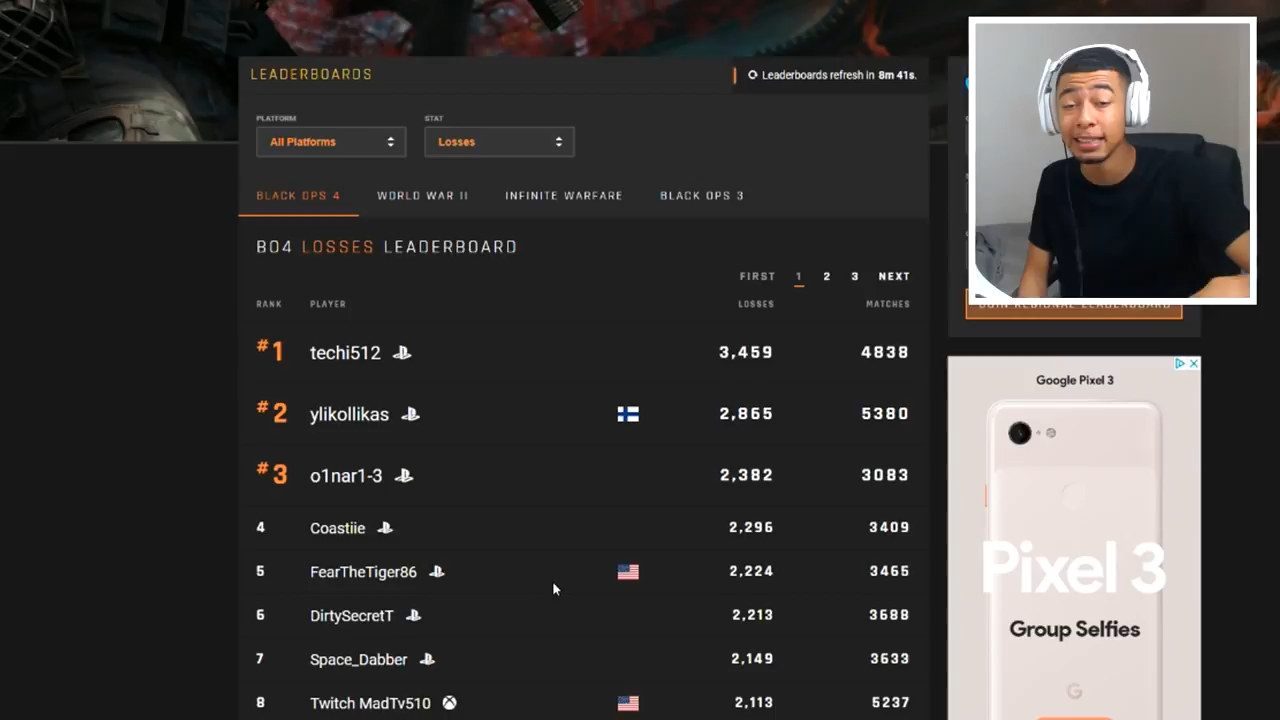 LEADERBOARDS
Leaderboards refresh in 8m 41s.
PLATFORM
STAT
All Platforms
Losses
BLACK OPS 4
WORLD WAR II
INFINITE WARFARE
BLACK OPS 3
BO4 LOSSES LEADERBOARD
FIRST 1 2 3 NEXT
RANK PLAYER LOSSES MATCHES
#1 techi512 3,459 4838
#2 ylikollikas 2,865 5380
#3 o1nar1-3 2,382 3083
4 Coastiie 2,296 3409
5 FearTheTiger86 2,224 3465
6 DirtySecretT 2,213 3688
7 Space_Dabber 2,149 3633
8 Twitch MadTv510 2,113 5237
JOIN REGIONAL LEADERBOARD
Google Pixel 3
Pixel 3
Group Selfies
G